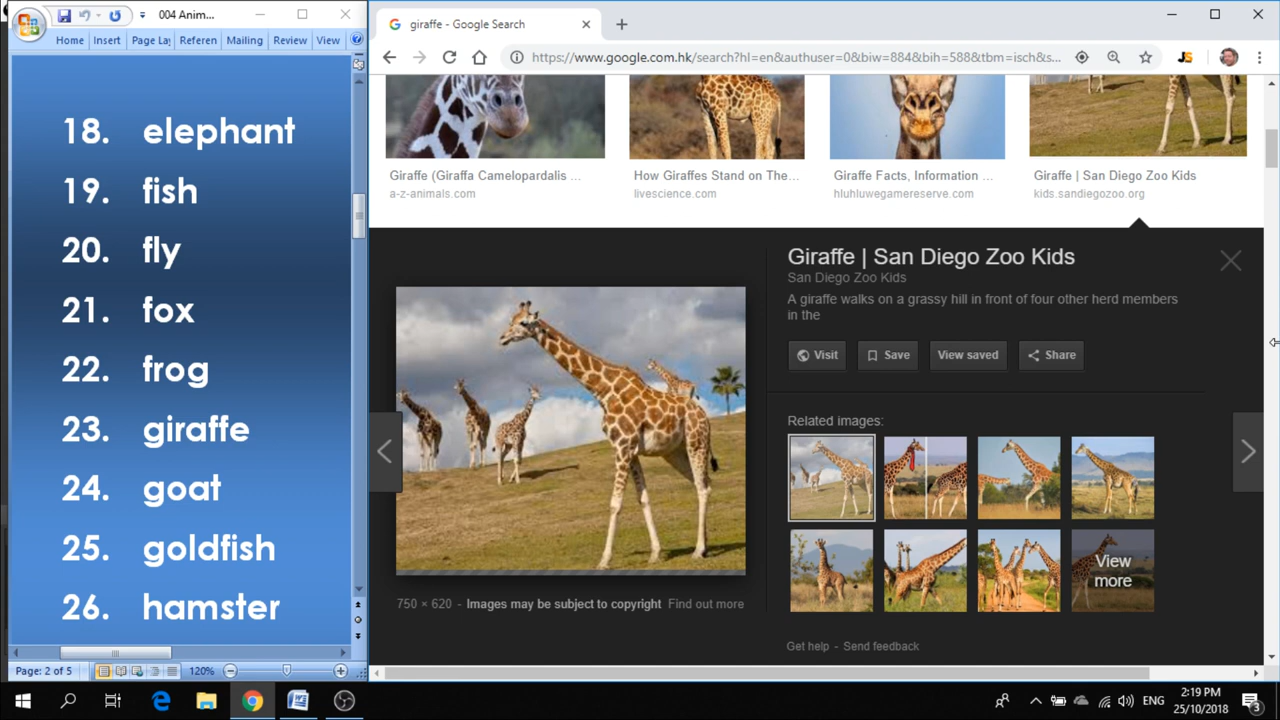 004 Anim...
Home Insert Page Lay Referen Mailing Review View
18. elephant
19. fish
20. fly
21. fox
22. frog
23. giraffe
24. goat
25. goldfish
26. hamster
Page: 2 of 5 120%
giraffe - Google Search
https://www.google.com.hk/search?hl=en&authuser=0&biw=884&bih=588&tbm=isch&s...
JS
Giraffe (Giraffa Camelopardalis ...
a-z-animals.com
How Giraffes Stand on The...
livescience.com
Giraffe Facts, Information ...
hluhluwegamereserve.com
Giraffe | San Diego Zoo Kids
kids.sandiegozoo.org
Giraffe | San Diego Zoo Kids
San Diego Zoo Kids
A giraffe walks on a grassy hill in front of four other herd members
in the
Visit Save View saved Share
Related images:
View
more
750 × 620 - Images may be subject to copyright Find out more
Get help - Send feedback
ENG
2:19 PM
25/10/2018
3